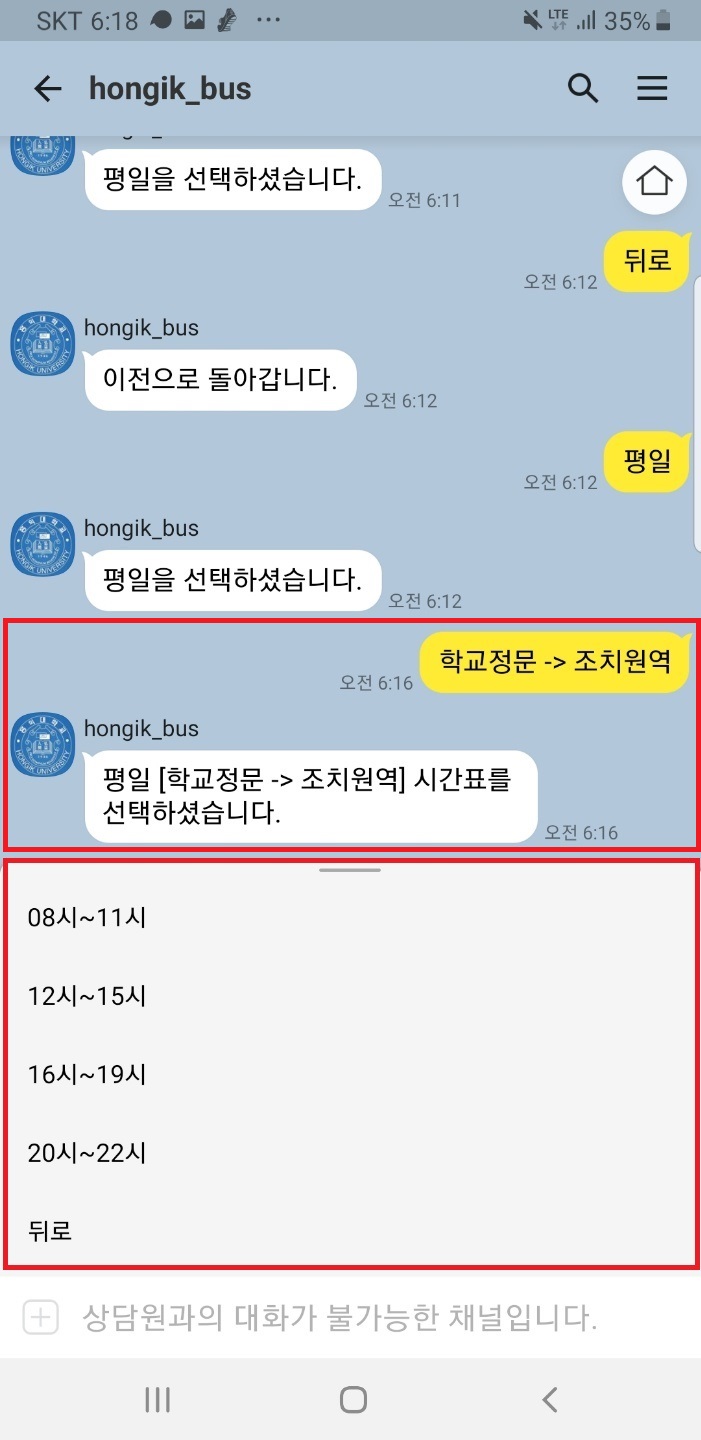 SKT 6:18 LTE 35%
hongik_bus
평일을 선택하셨습니다.
오전 6:11
뒤로
오전 6:12
hongik_bus
이전으로 돌아갑니다.
오전 6:12
평일
오전 6:12
hongik_bus
평일을 선택하셨습니다.
오전 6:12
학교정문 -> 조치원역
오전 6:16
hongik_bus
평일 [학교정문 -> 조치원역] 시간표를
선택하셨습니다.
오전 6:16
08시~11시
12시~15시
16시~19시
20시~22시
뒤로
상담원과의 대화가 불가능한 채널입니다.